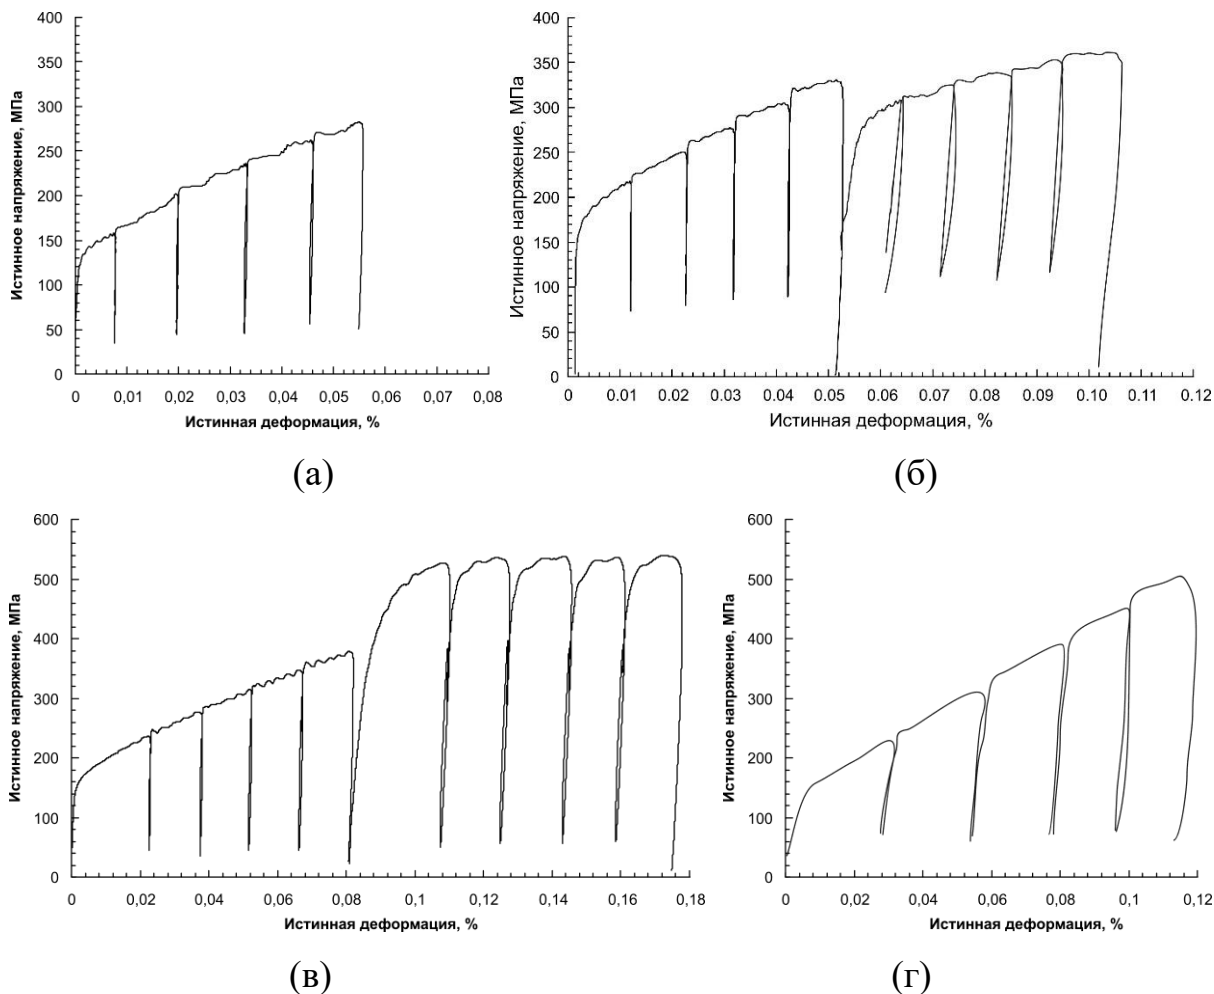 400
350
300
250
200
150
100
50
0
Истинное напряжение, МПа
0 0,01 0,02 0,03 0,04 0,05 0,06 0,07 0,08
Истинная деформация, %
(а)
400
350
300
250
200
150
100
50
0
Истинное напряжение, МПа
0 0.01 0.02 0.03 0.04 0.05 0.06 0.07 0.08 0.09 0.10 0.11 0.12
Истинная деформация, %
(б)
600
500
400
300
200
100
0
Истинное напряжение, МПа
0 0,02 0,04 0,06 0,08 0,1 0,12 0,14 0,16 0,18
Истинная деформация, %
(в)
600
500
400
300
200
100
0
Истинное напряжение, МПа
0 0,02 0,04 0,06 0,08 0,1 0,12
Истинная деформация, %
(г)